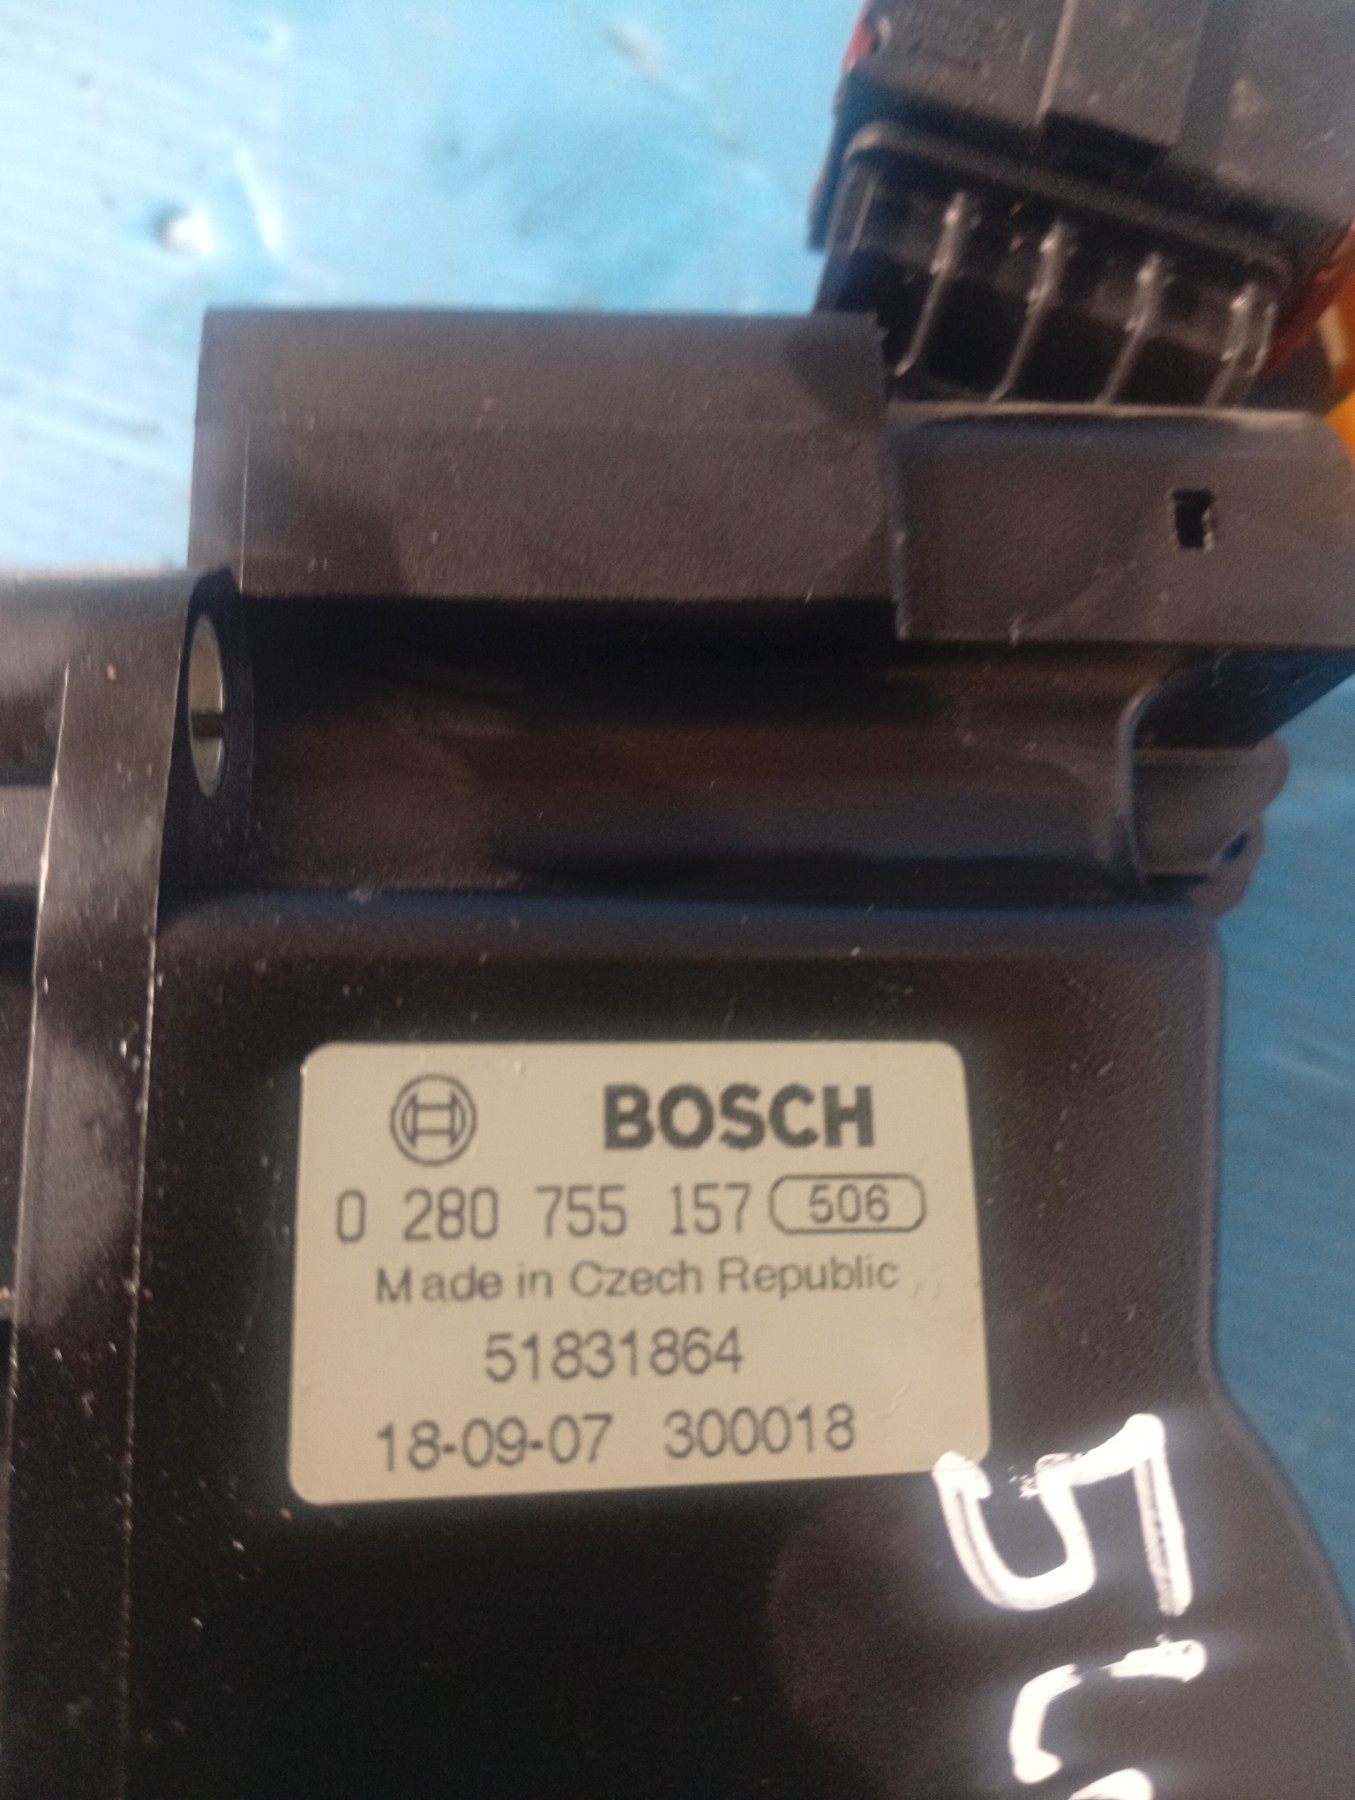 BOSCH
0 280 755 157 506
Made in Czech Republic
51831864
18-09-07 300018